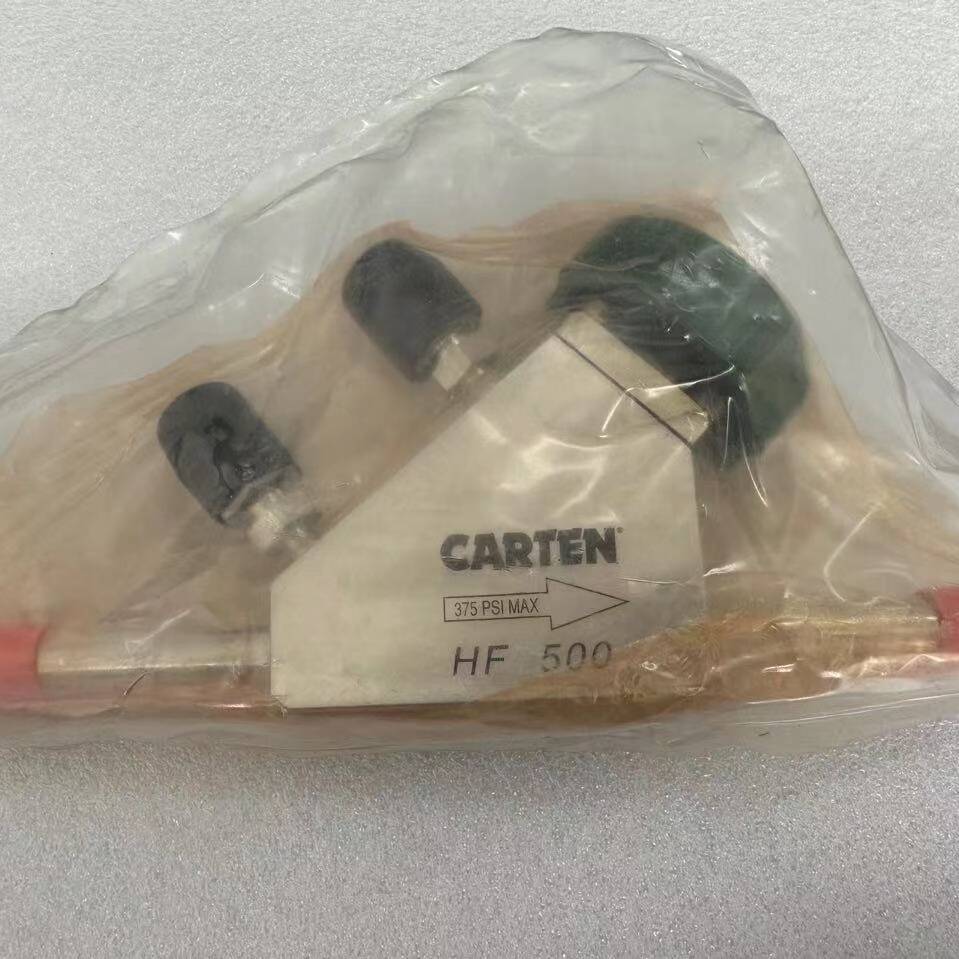 CARTEN®
375 PSI MAX
HF 500